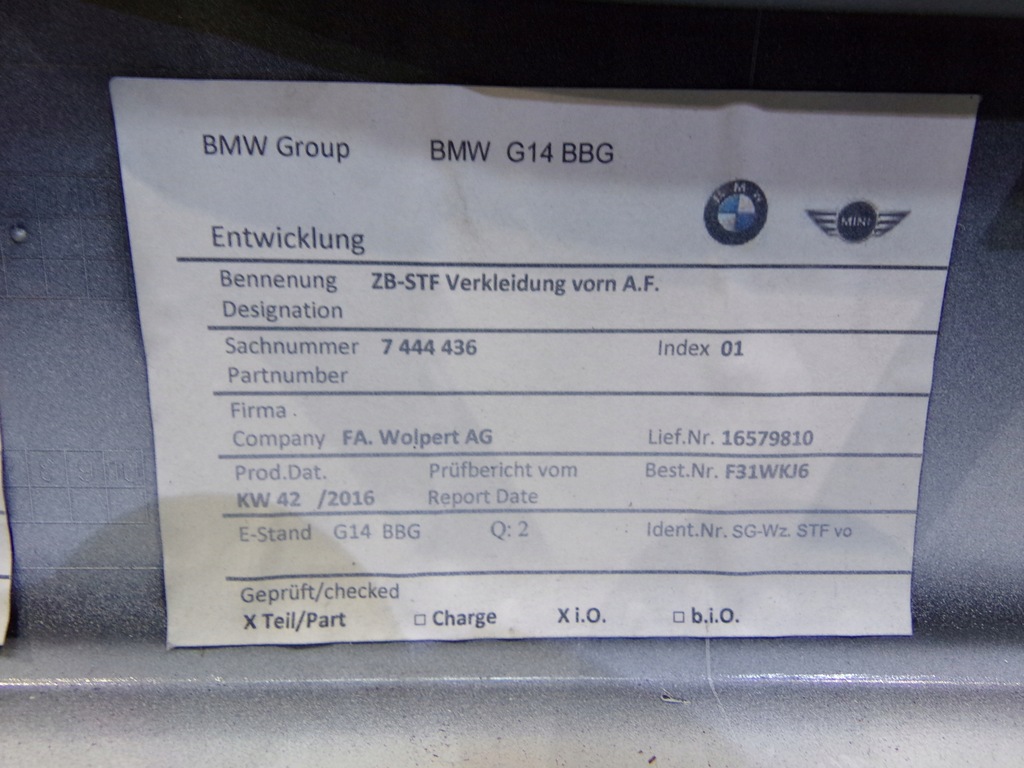 BMW Group BMW G14 BBG
BMW
MINI
Entwicklung
Bennenung ZB-STF Verkleidung vorn A.F.
Designation
Sachnummer 7 444 436 Index 01
Partnumber
Firma
Company FA. Wolpert AG Lief.Nr. 16579810
Prod.Dat. Prüfbericht vom Best.Nr. F31WKJ6
KW 42 /2016 Report Date
E-Stand G14 BBG Q: 2 Ident.Nr. SG-Wz. STF vo
Geprüft/checked
X Teil/Part □ Charge X i.O. □ b.i.O.